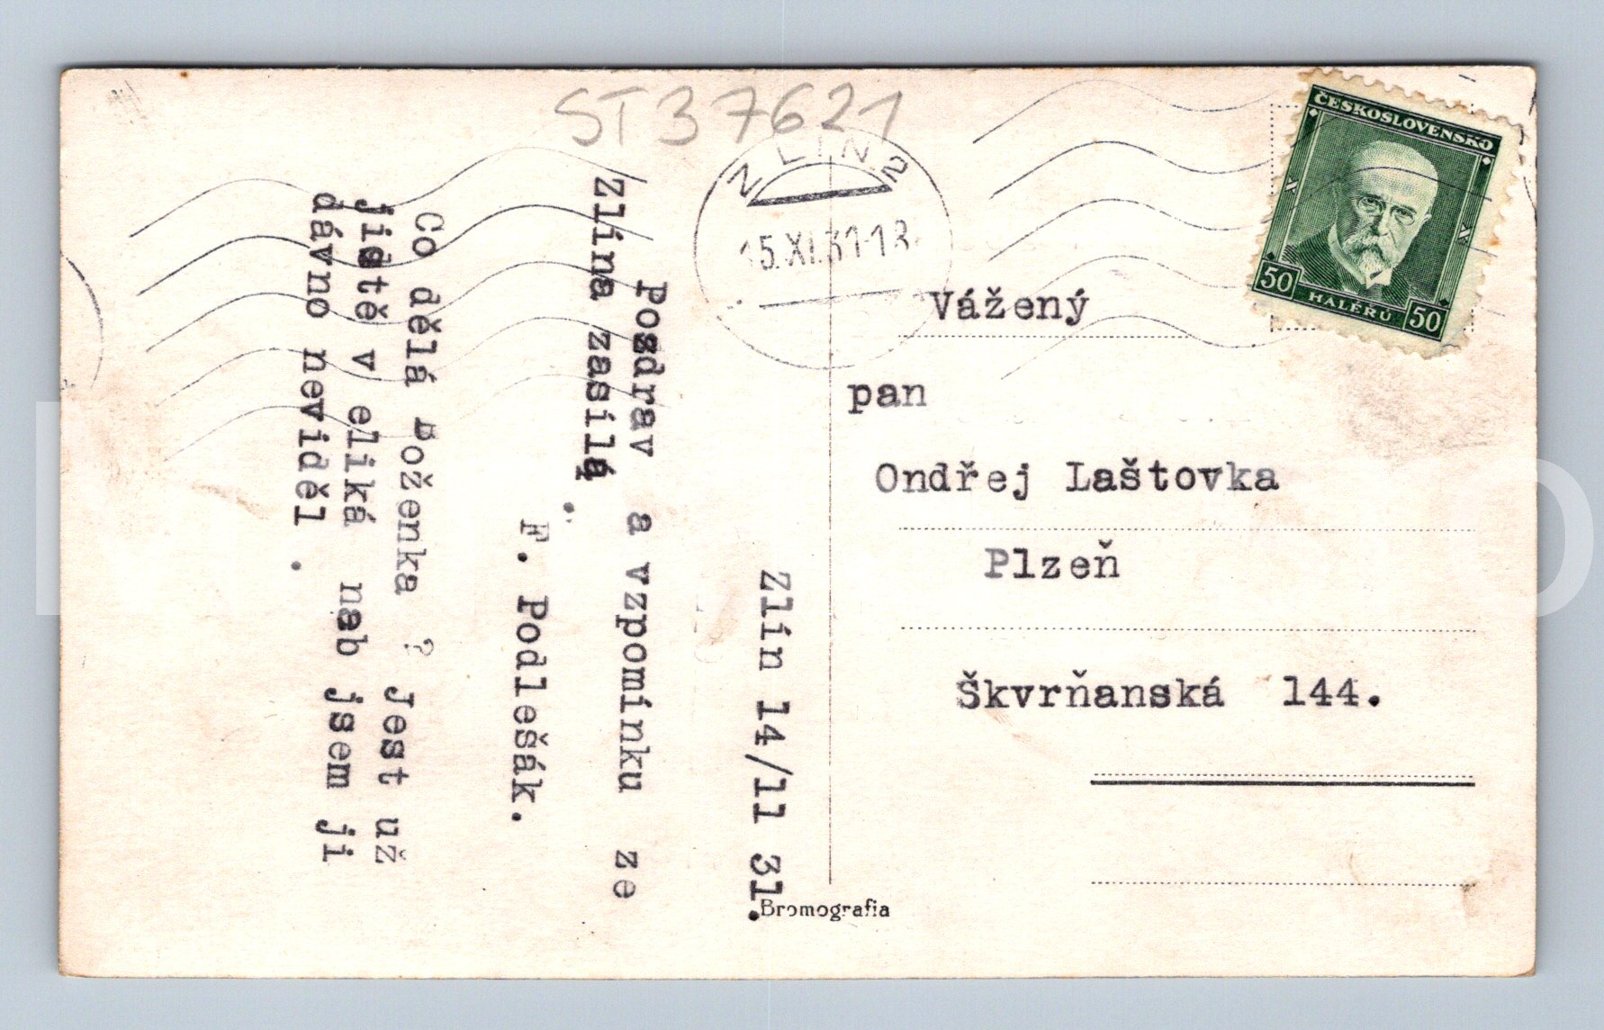 ST37621
ZLÍN 2
15.XI.31-18
ČESKOSLOVENSKO
50 HALÉŘŮ 50
Vážený
pan
Ondřej Laštovka
Plzeň
Škvrňanská 144.
Bromografia
Zlín 14/11 31.
Pozdrav a vzpomínku ze
Zlína zasílá
.
F. Podlešák.
Co dělá Boženka ? Jest už
jistě v eliká neb jsem ji
dávno neviděl .